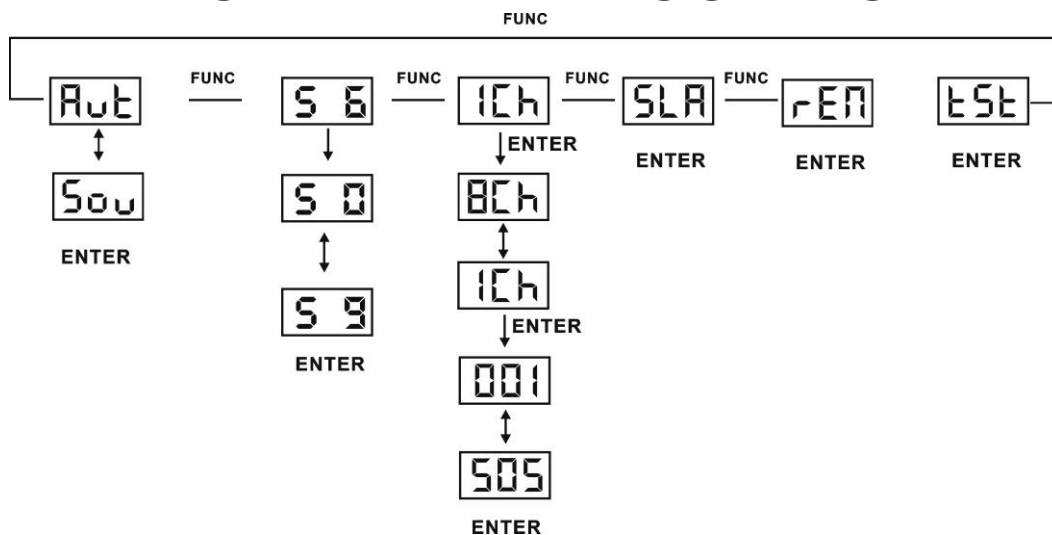 FUNC
Aut FUNC S 6 FUNC 1Ch FUNC SLA FUNC rEM tSt
ENTER
ENTER ENTER ENTER
Sou S 0 8Ch
ENTER
S 9 1Ch
ENTER
ENTER
001
505
ENTER